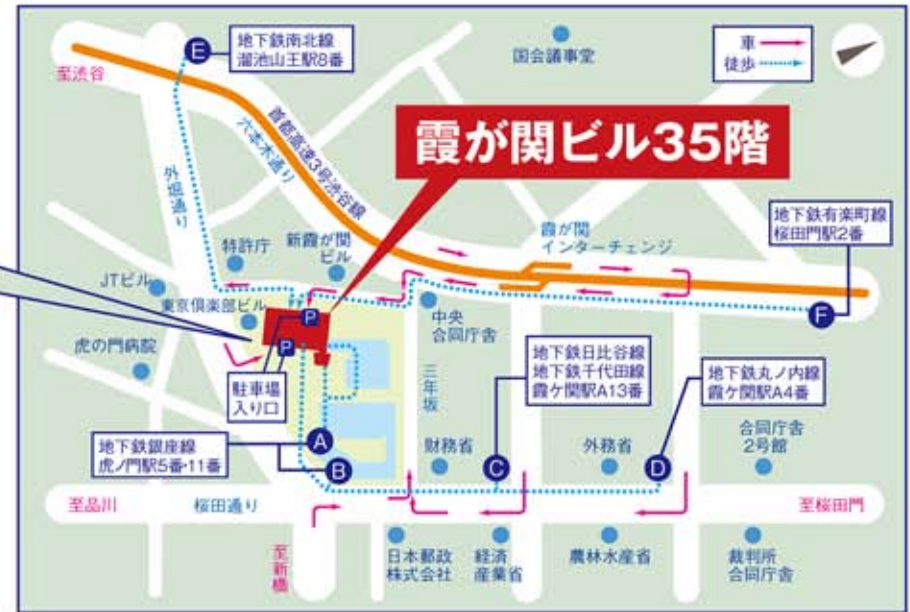 E
地下鉄南北線
溜池山王駅8番
国会議事堂
車
徒歩
至渋谷
首都高速3号渋谷線
六本木通り
霞が関ビル35階
外堀通り
特許庁
新霞が関
ビル
霞が関
インターチェンジ
地下鉄有楽町線
桜田門駅2番
JTビル
東京倶楽部ビル
P
P
中央
合同庁舎
F
虎の門病院
駐車場
入り口
三年坂
地下鉄日比谷線
地下鉄千代田線
霞ケ関駅A13番
地下鉄丸ノ内線
霞ケ関駅A4番
地下鉄銀座線
虎ノ門駅5番・11番
A
B
財務省
C
外務省
D
合同庁舎
2号館
至品川
桜田通り
至桜田門
至新橋
日本郵政
株式会社
経済
産業省
農林水産省
裁判所
合同庁舎